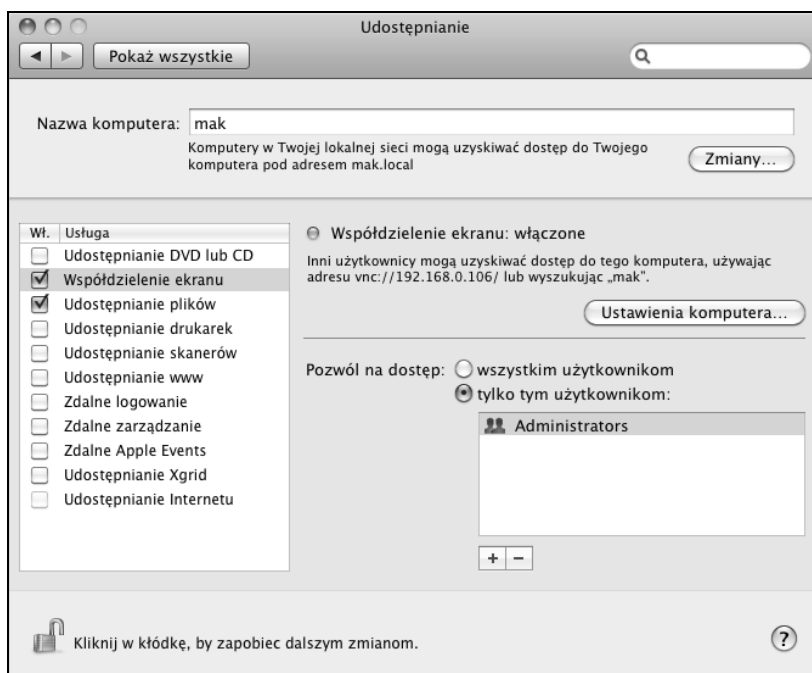 Udostępnianie
Pokaż wszystkie
Nazwa komputera: mak
Komputery w Twojej lokalnej sieci mogą uzyskiwać dostęp do Twojego
komputera pod adresem mak.local
Zmiany...
Wł. Usługa
Udostępnianie DVD lub CD
Współdzielenie ekranu
Udostępnianie plików
Udostępnianie drukarek
Udostępnianie skanerów
Udostępnianie www
Zdalne logowanie
Zdalne zarządzanie
Zdalne Apple Events
Udostępnianie Xgrid
Udostępnianie Internetu
Współdzielenie ekranu: włączone
Inni użytkownicy mogą uzyskiwać dostęp do tego komputera, używając
adresu vnc://192.168.0.106/ lub wyszukując „mak”.
Ustawienia komputera...
Pozwól na dostęp: wszystkim użytkownikom
tylko tym użytkownikom:
Administrators
+ −
Kliknij w kłódkę, by zapobiec dalszym zmianom.
?